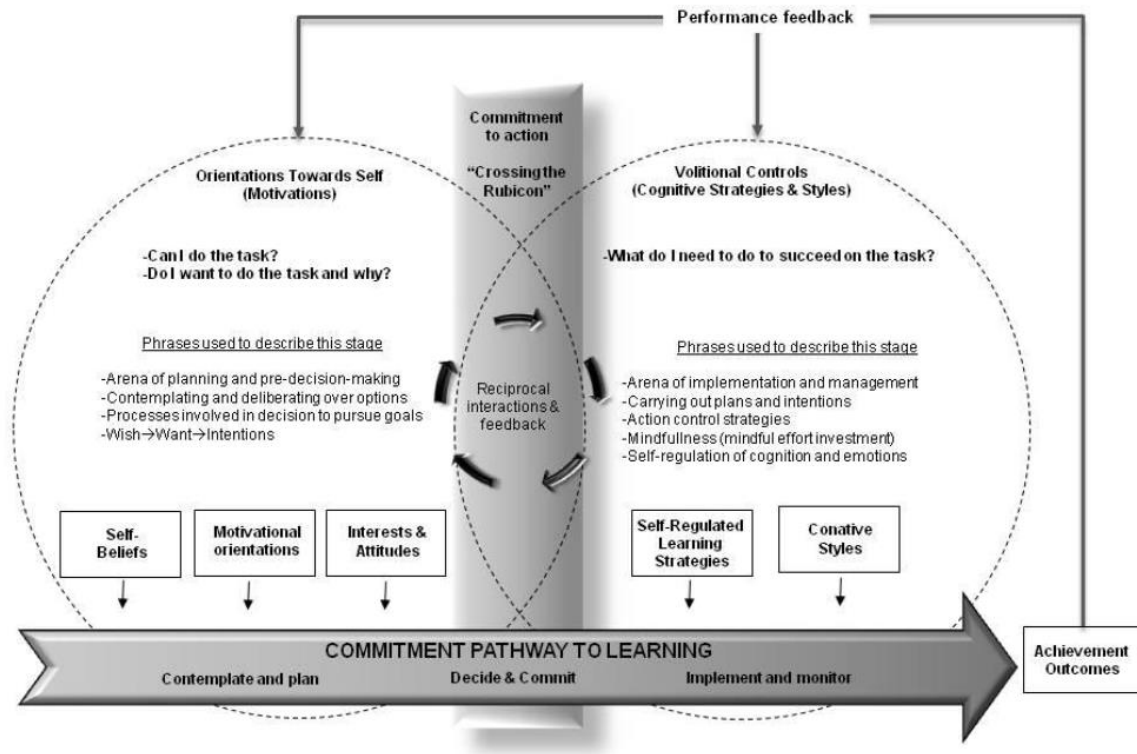 Performance feedback
Commitment
to action
“Crossing the
Rubicon”
Orientations Towards Self
(Motivations)
-Can I do the task?
-Do I want to do the task and why?
Phrases used to describe this stage
-Arena of planning and pre-decision-making
-Contemplating and deliberating over options
-Processes involved in decision to pursue goals
-Wish→Want→Intentions
Reciprocal
interactions &
feedback
Volitional Controls
(Cognitive Strategies & Styles)
-What do I need to do to succeed on the task?
Phrases used to describe this stage
-Arena of implementation and management
-Carrying out plans and intentions
-Action control strategies
-Mindfullness (mindful effort investment)
-Self-regulation of cognition and emotions
Self-
Beliefs
Motivational
orientations
Interests &
Attitudes
Self-Regulated
Learning
Strategies
Conative
Styles
COMMITMENT PATHWAY TO LEARNING
Contemplate and plan
Decide & Commit
Implement and monitor
Achievement
Outcomes